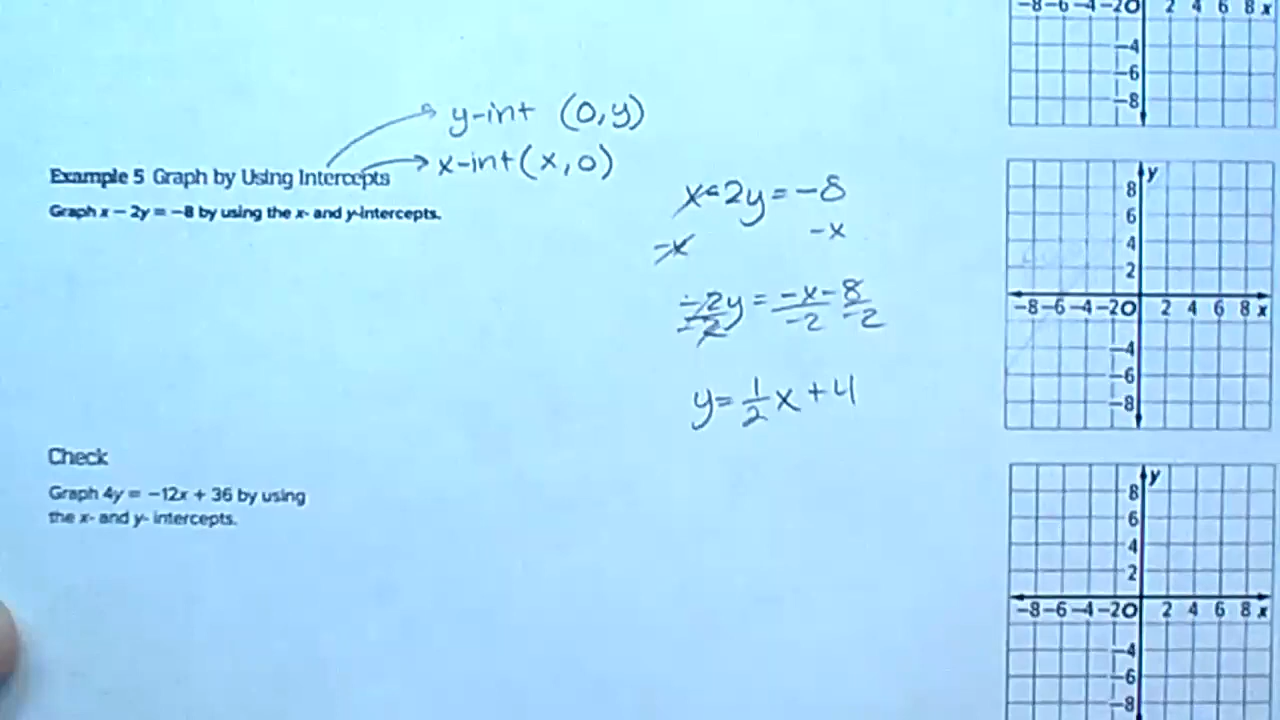 -8 -6 -4 -2 O 2 4 6 8 x
-4
-6
-8
y-int (0,y)
x-int (x,0)
Example 5 Graph by Using Intercepts
Graph x − 2y = −8 by using the x- and y-intercepts.
x-2y = -8
-x -x
-2y = -x - 8
-2 -2 -2
y = 1/2 x + 4
y
8
6
4
2
-8 -6 -4 -2 O 2 4 6 8 x
-4
-6
-8
Check
Graph 4y = −12x + 36 by using
the x- and y- intercepts.
y
8
6
4
2
-8 -6 -4 -2 O 2 4 6 8 x
-4
-6
-8